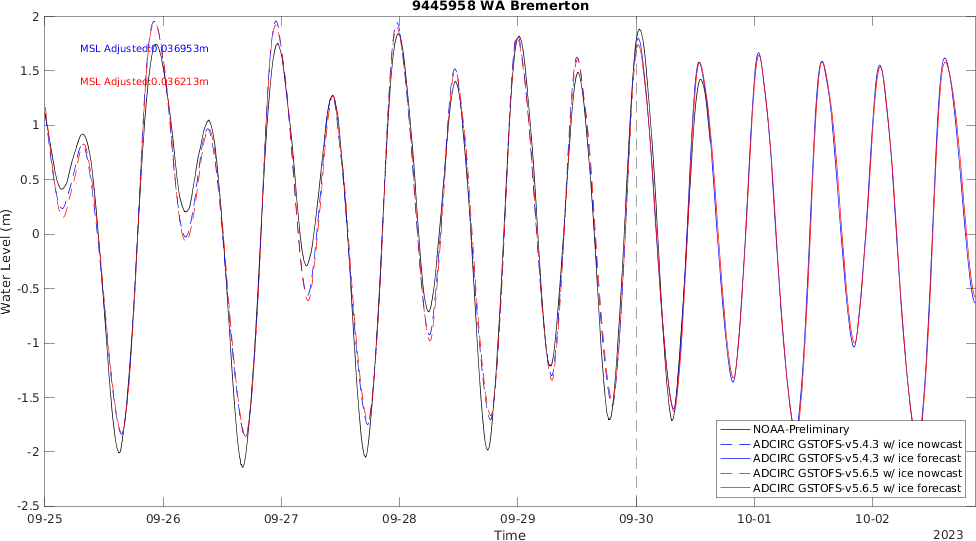 9445958 WA Bremerton
MSL Adjusted:0.036953m
MSL Adjusted:0.036213m
Water Level (m)
2
1.5
1
0.5
0
-0.5
-1
-1.5
-2
-2.5
NOAA-Preliminary
ADCIRC GSTOFS-v5.4.3 w/ ice nowcast
ADCIRC GSTOFS-v5.4.3 w/ ice forecast
ADCIRC GSTOFS-v5.6.5 w/ ice nowcast
ADCIRC GSTOFS-v5.6.5 w/ ice forecast
09-25 09-26 09-27 09-28 09-29 09-30 10-01 10-02
Time
2023